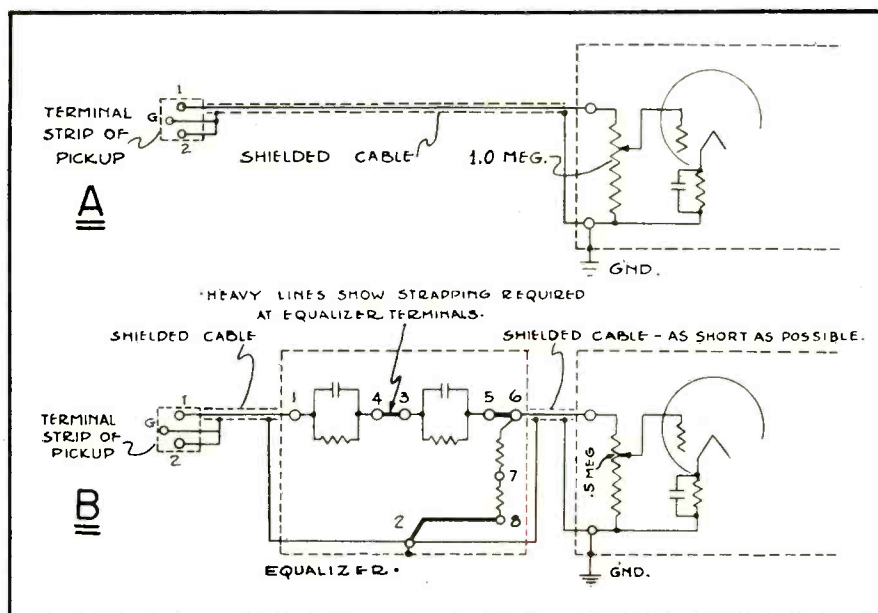 1
G
2
TERMINAL
STRIP OF
PICKUP
A
SHIELDED CABLE
1.0 MEG.
GND.
HEAVY LINES SHOW STRAPPING REQUIRED
AT EQUALIZER TERMINALS.
SHIELDED CABLE
SHIELDED CABLE - AS SHORT AS POSSIBLE.
1
G
2
TERMINAL
STRIP OF
PICKUP
B
1
4
3
5
6
7
8
2
EQUALIZER.
.5 MEG
GND.